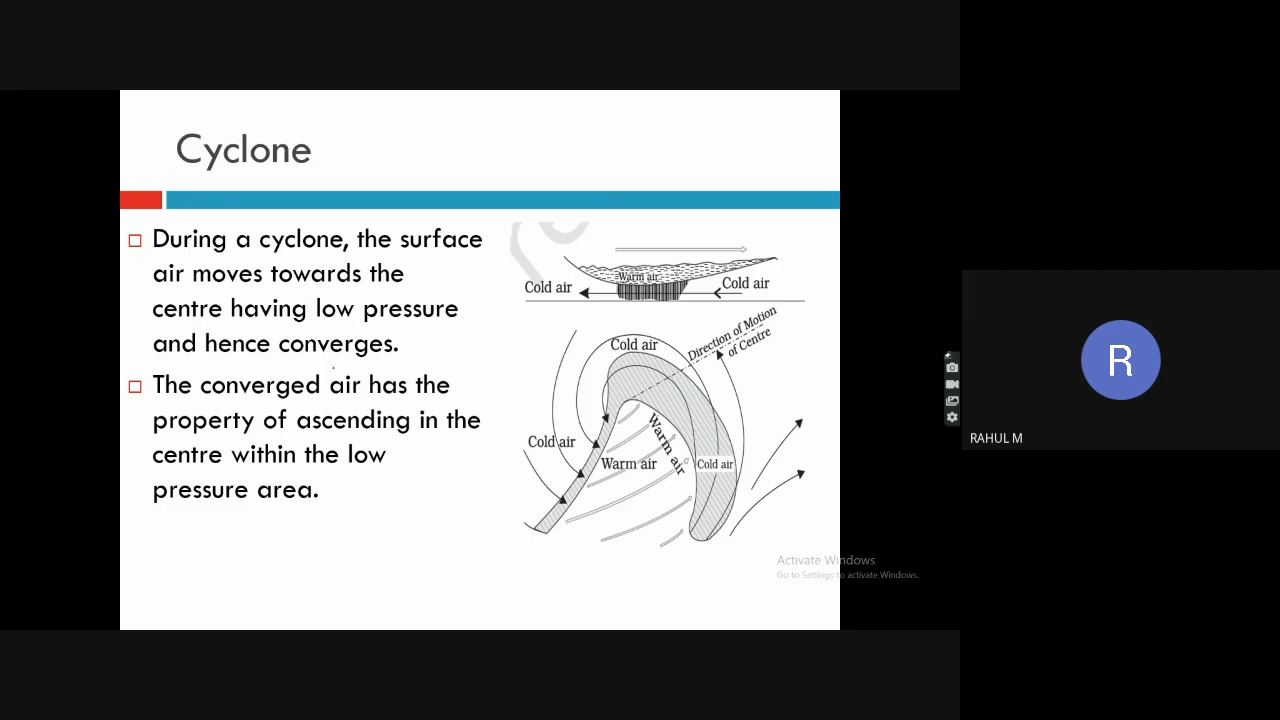 Cyclone
□ During a cyclone, the surface
air moves towards the
centre having low pressure
and hence converges.
□ The converged air has the
property of ascending in the
centre within the low
pressure area.
Warm air
Cold air
Cold air
Direction of Motion
of Centre
Cold air
Cold air
Warm air
Warm air
Cold air
Activate Windows
Go to Settings to activate Windows.
R
RAHUL M